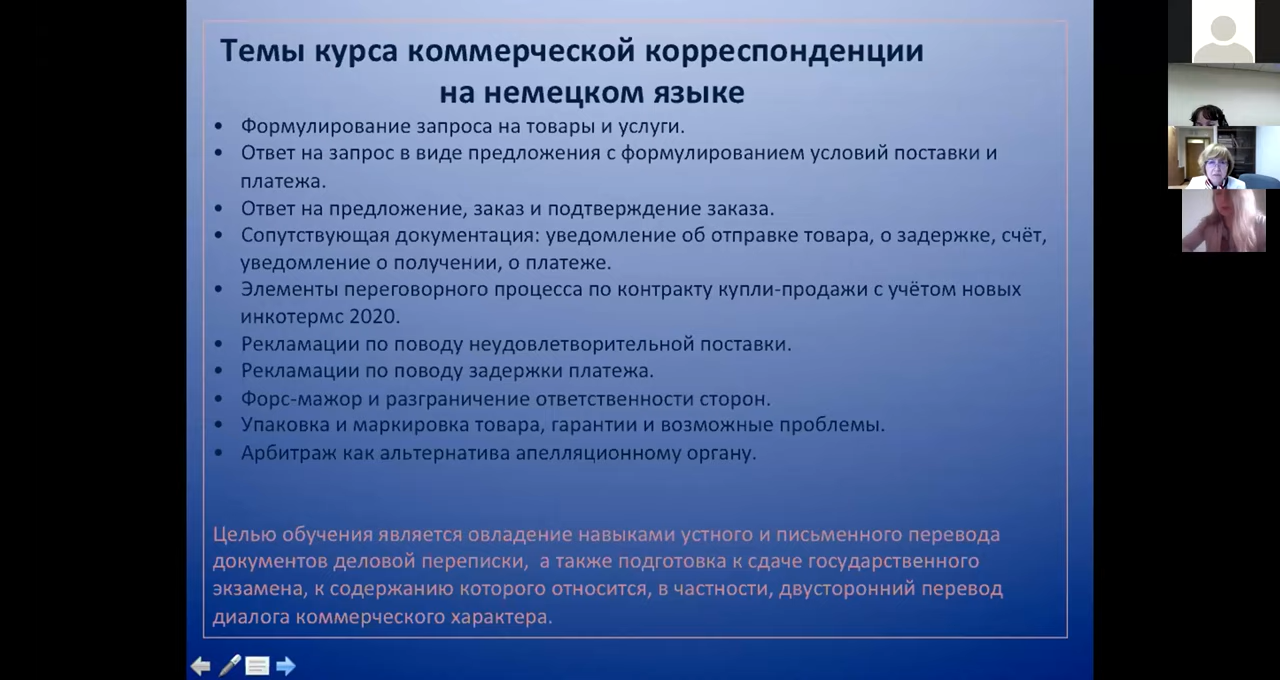 Темы курса коммерческой корреспонденции
на немецком языке
• Формулирование запроса на товары и услуги.
• Ответ на запрос в виде предложения с формулированием условий поставки и
платежа.
• Ответ на предложение, заказ и подтверждение заказа.
• Сопутствующая документация: уведомление об отправке товара, о задержке, счёт,
уведомление о получении, о платеже.
• Элементы переговорного процесса по контракту купли-продажи с учётом новых
инкотермс 2020.
• Рекламации по поводу неудовлетворительной поставки.
• Рекламации по поводу задержки платежа.
• Форс-мажор и разграничение ответственности сторон.
• Упаковка и маркировка товара, гарантии и возможные проблемы.
• Арбитраж как альтернатива апелляционному органу.
Целью обучения является овладение навыками устного и письменного перевода
документов деловой переписки, а также подготовка к сдаче государственного
экзамена, к содержанию которого относится, в частности, двусторонний перевод
диалога коммерческого характера.